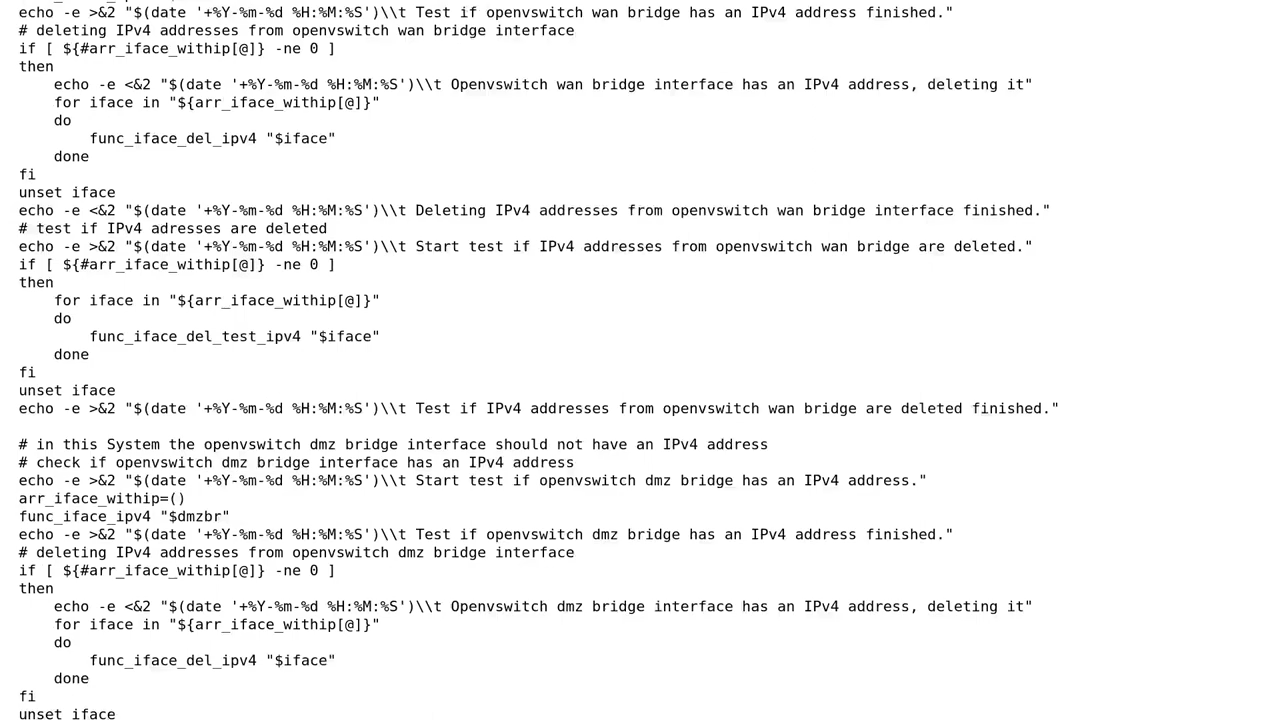 echo -e >&2 "$(date '+%Y-%m-%d %H:%M:%S')\\t Test if openvswitch wan bridge has an IPv4 address finished."
# deleting IPv4 addresses from openvswitch wan bridge interface
if [ ${#arr_iface_withip[@]} -ne 0 ]
then
    echo -e <&2 "$(date '+%Y-%m-%d %H:%M:%S')\\t Openvswitch wan bridge interface has an IPv4 address, deleting it"
    for iface in "${arr_iface_withip[@]}"
    do
        func_iface_del_ipv4 "$iface"
    done
fi
unset iface
echo -e <&2 "$(date '+%Y-%m-%d %H:%M:%S')\\t Deleting IPv4 addresses from openvswitch wan bridge interface finished."
# test if IPv4 adresses are deleted
echo -e >&2 "$(date '+%Y-%m-%d %H:%M:%S')\\t Start test if IPv4 addresses from openvswitch wan bridge are deleted."
if [ ${#arr_iface_withip[@]} -ne 0 ]
then
    for iface in "${arr_iface_withip[@]}"
    do
        func_iface_del_test_ipv4 "$iface"
    done
fi
unset iface
echo -e >&2 "$(date '+%Y-%m-%d %H:%M:%S')\\t Test if IPv4 addresses from openvswitch wan bridge are deleted finished."

# in this System the openvswitch dmz bridge interface should not have an IPv4 address
# check if openvswitch dmz bridge interface has an IPv4 address
echo -e >&2 "$(date '+%Y-%m-%d %H:%M:%S')\\t Start test if openvswitch dmz bridge has an IPv4 address."
arr_iface_withip=()
func_iface_ipv4 "$dmzbr"
echo -e >&2 "$(date '+%Y-%m-%d %H:%M:%S')\\t Test if openvswitch dmz bridge has an IPv4 address finished."
# deleting IPv4 addresses from openvswitch dmz bridge interface
if [ ${#arr_iface_withip[@]} -ne 0 ]
then
    echo -e <&2 "$(date '+%Y-%m-%d %H:%M:%S')\\t Openvswitch dmz bridge interface has an IPv4 address, deleting it"
    for iface in "${arr_iface_withip[@]}"
    do
        func_iface_del_ipv4 "$iface"
    done
fi
unset iface